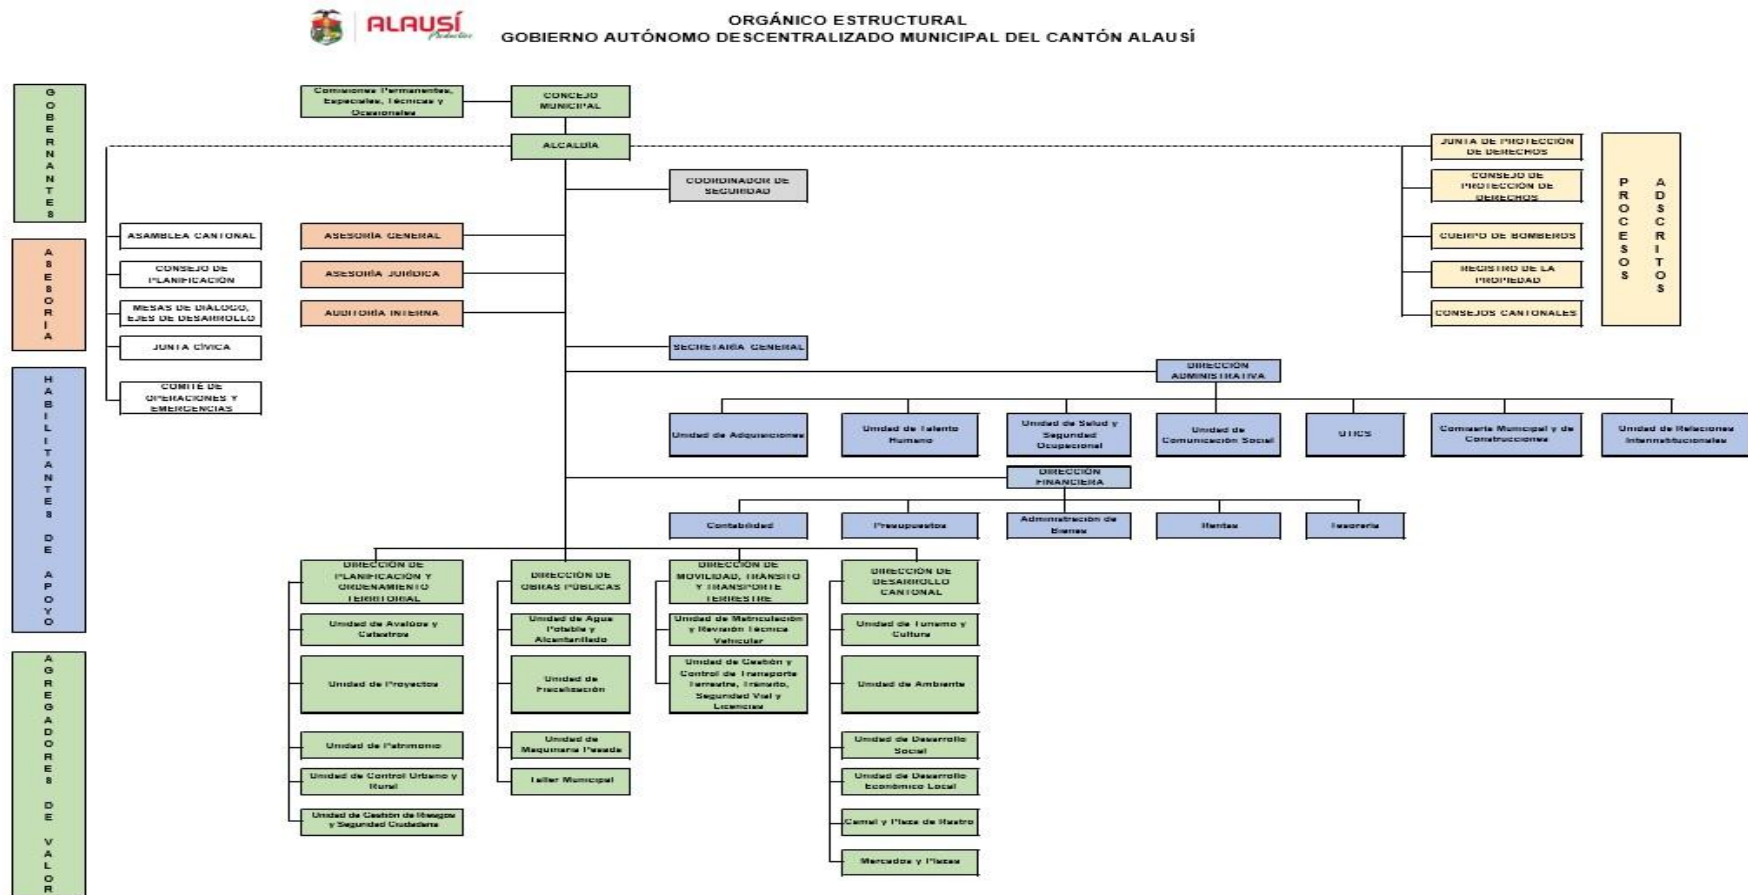 ALAUSÍ
Productivo
ORGÁNICO ESTRUCTURAL
GOBIERNO AUTÓNOMO DESCENTRALIZADO MUNICIPAL DEL CANTÓN ALAUSÍ
GOBERNANTES
Comisiones Permanentes,
Especiales, Técnicas y
Ocasionales
CONCEJO
MUNICIPAL
ALCALDÍA
COORDINADOR DE
SEGURIDAD
JUNTA DE PROTECCIÓN
DE DERECHOS
CONSEJO DE
PROTECCIÓN DE
DERECHOS
CUERPO DE BOMBEROS
REGISTRO DE LA
PROPIEDAD
CONSEJOS CANTONALES
PROCESOS
ADSCRITOS
ASESORIA
ASAMBLEA CANTONAL
CONSEJO DE
PLANIFICACIÓN
MESAS DE DIÁLOGO,
EJES DE DESARROLLO
JUNTA CÍVICA
COMITÉ DE
OPERACIONES Y
EMERGENCIAS
ASESORÍA GENERAL
ASESORÍA JURÍDICA
AUDITORÍA INTERNA
HABILITANTES DE APOYO
SECRETARÍA GENERAL
DIRECCIÓN
ADMINISTRATIVA
Unidad de Adquisiciones
Unidad de Talento
Humano
Unidad de Salud y
Seguridad
Ocupacional
Unidad de
Comunicación Social
UTICS
Comisaría Municipal y de
Construcciones
Unidad de Relaciones
Interinstitucionales
DIRECCIÓN
FINANCIERA
Contabilidad
Presupuestos
Administración de
Bienes
Rentas
Tesorería
AGREGADORES DE VALOR
DIRECCIÓN DE
PLANIFICACIÓN Y
ORDENAMIENTO
TERRITORIAL
Unidad de Avalúos y
Catastros
Unidad de Proyectos
Unidad de Patrimonio
Unidad de Control Urbano y
Rural
Unidad de Gestión de Riesgos
y Seguridad Ciudadana
DIRECCIÓN DE
OBRAS PÚBLICAS
Unidad de Agua
Potable y
Alcantarillado
Unidad de
Fiscalización
Unidad de
Maquinaria Pesada
Taller Municipal
DIRECCIÓN DE
MOVILIDAD, TRÁNSITO
Y TRANSPORTE
TERRESTRE
Unidad de Matriculación
y Revisión Técnica
Vehicular
Unidad de Gestión y
Control de Transporte
Terrestre, Tránsito,
Seguridad Vial y
Licencias
DIRECCIÓN DE
DESARROLLO
CANTONAL
Unidad de Turismo y
Cultura
Unidad de Ambiente
Unidad de Desarrollo
Social
Unidad de Desarrollo
Económico Local
Camal y Plaza de Rastro
Mercados y Plazas